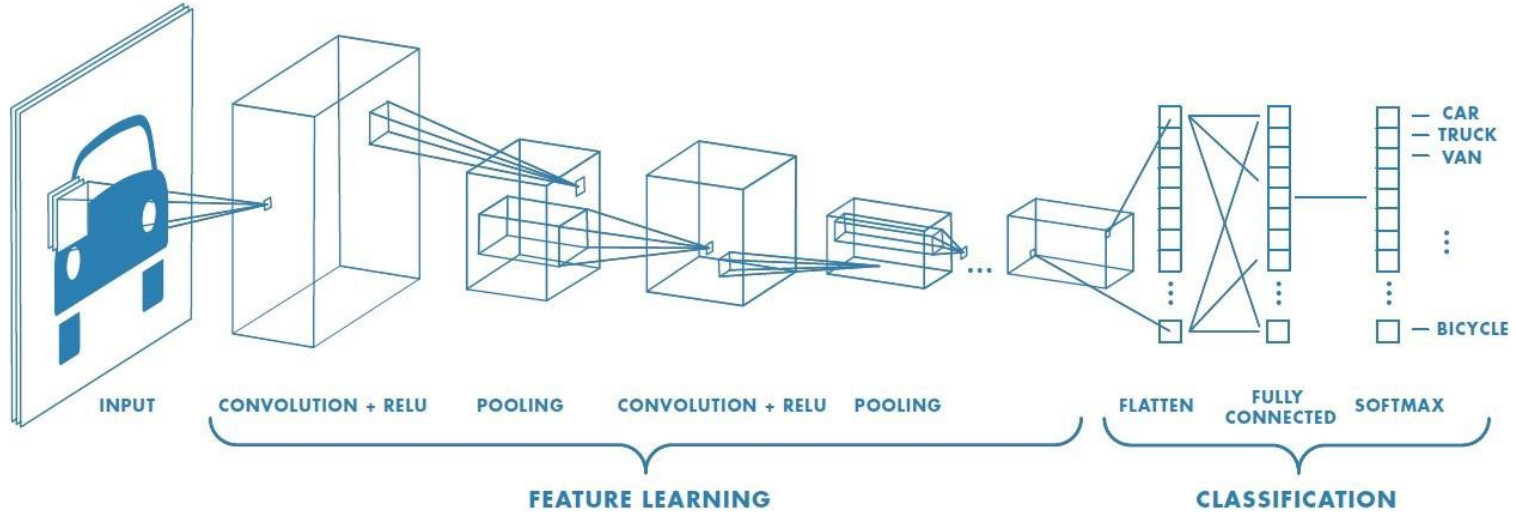 CAR
TRUCK
VAN
BICYCLE
INPUT
CONVOLUTION + RELU
POOLING
CONVOLUTION + RELU
POOLING
FLATTEN
FULLY
CONNECTED
SOFTMAX
FEATURE LEARNING
CLASSIFICATION